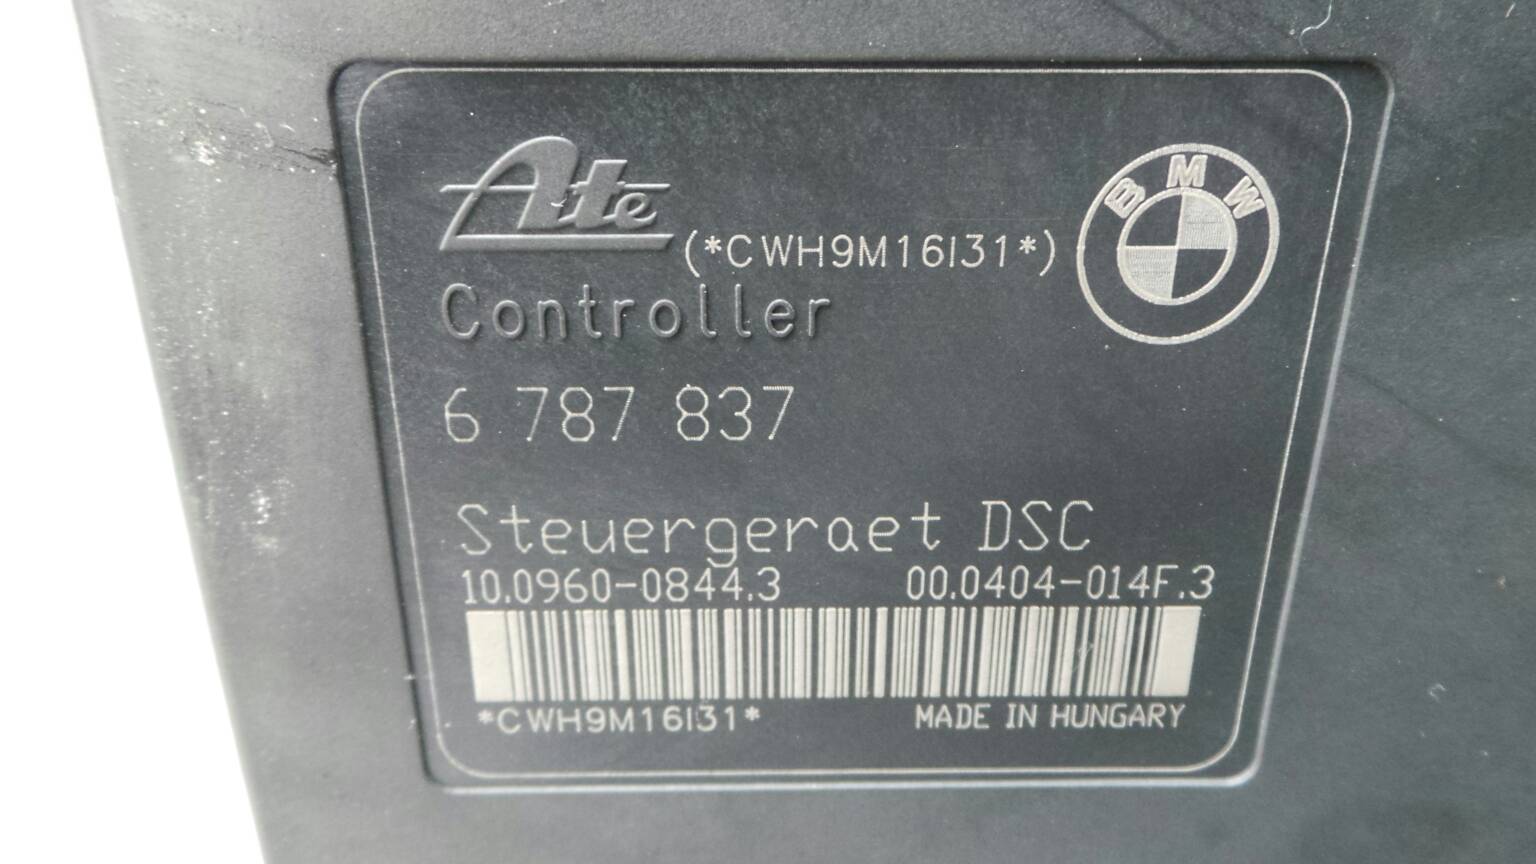 Ate (*CWH9M16I31*)
BMW
Controller
6 787 837
Steuergeraet DSC
10.0960-0844.3 00.0404-014F.3
*CWH9M16I31* MADE IN HUNGARY